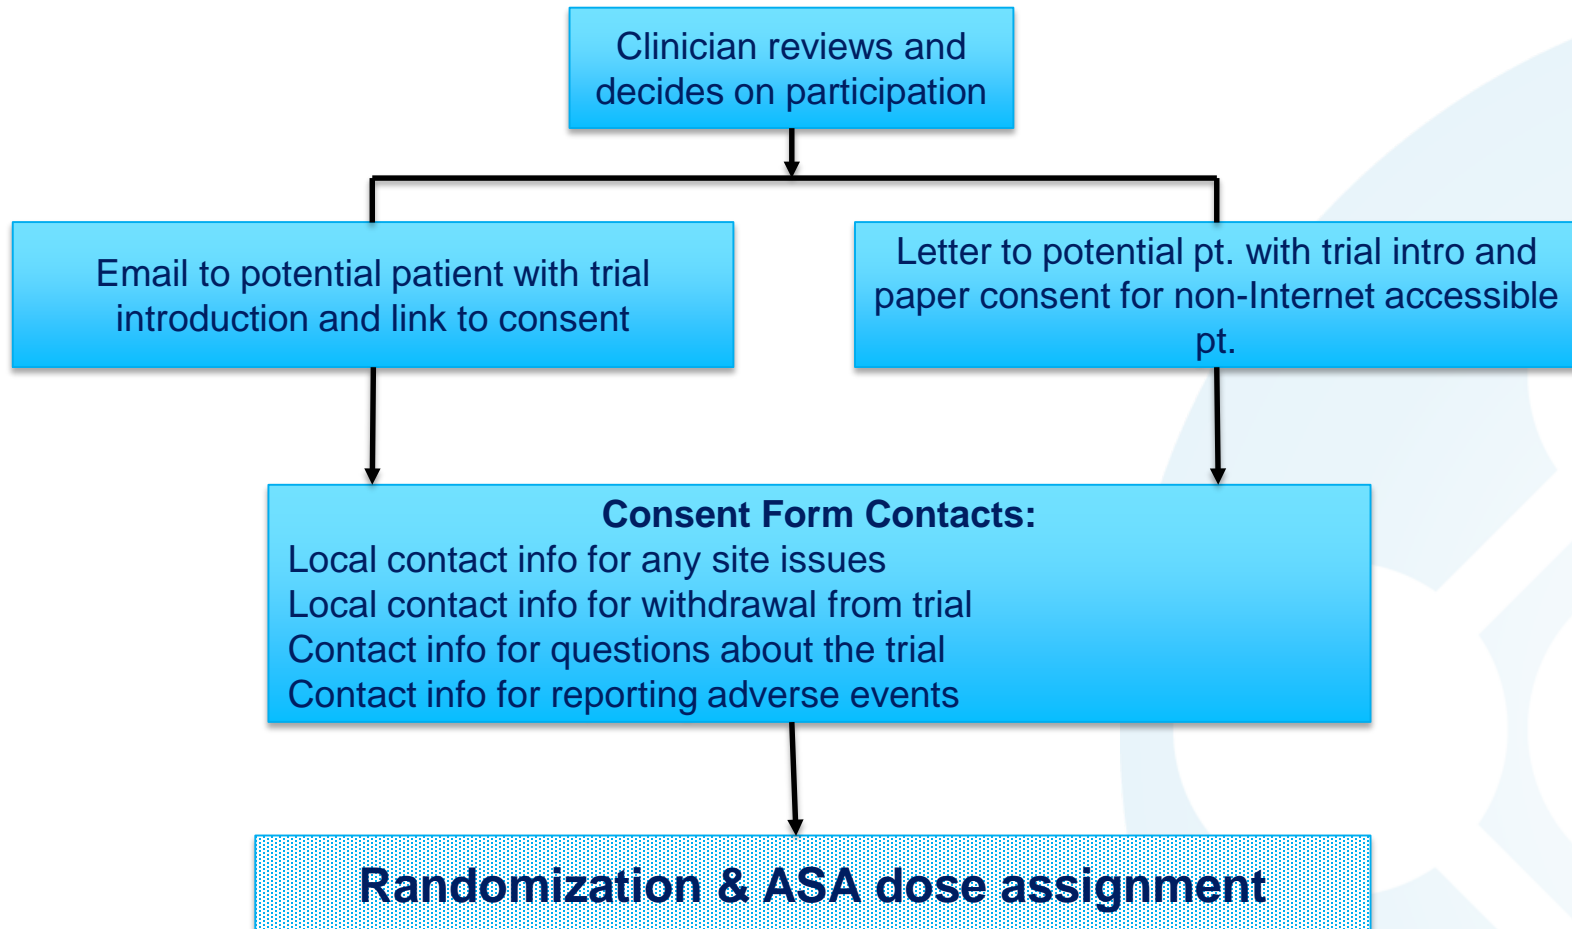 Clinician reviews and
decides on participation
Email to potential patient with trial
introduction and link to consent
Letter to potential pt. with trial intro and
paper consent for non-Internet accessible
pt.
Consent Form Contacts:
Local contact info for any site issues
Local contact info for withdrawal from trial
Contact info for questions about the trial
Contact info for reporting adverse events
Randomization & ASA dose assignment